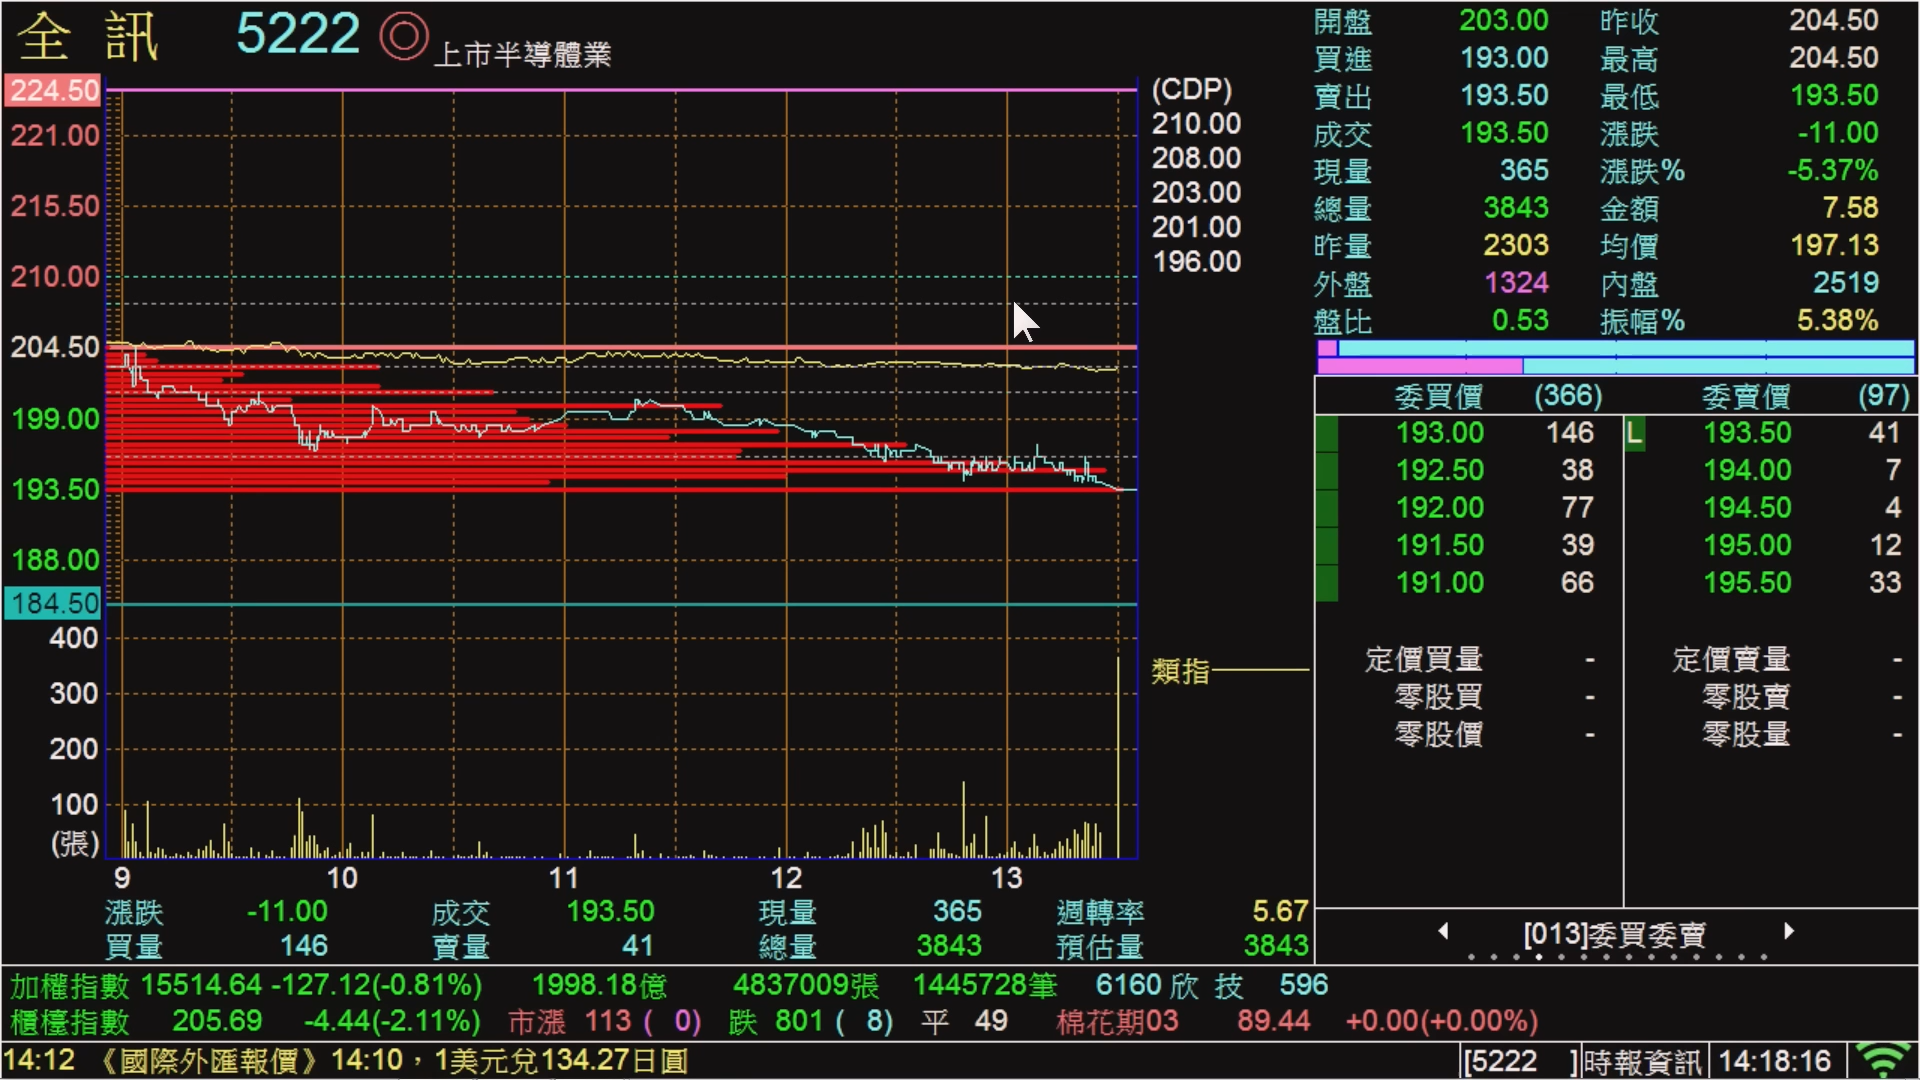 全 訊 5222 上市半導體業
224.50
221.00
215.50
210.00
204.50
199.00
193.50
188.00
184.50
400
300
200
100
(張)
9 10 11 12 13
(CDP)
210.00
208.00
203.00
201.00
196.00
類指
漲跌 -11.00 成交 193.50 現量 365 週轉率 5.67
買量 146 賣量 41 總量 3843 預估量 3843
開盤 203.00 昨收 204.50
買進 193.00 最高 204.50
賣出 193.50 最低 193.50
成交 193.50 漲跌 -11.00
現量 365 漲跌% -5.37%
總量 3843 金額 7.58
昨量 2303 均價 197.13
外盤 1324 內盤 2519
盤比 0.53 振幅% 5.38%
委買價 (366) 委賣價 (97)
193.00 146 L 193.50 41
192.50 38 194.00 7
192.00 77 194.50 4
191.50 39 195.00 12
191.00 66 195.50 33
定價買量 - 定價賣量 -
零股買 - 零股賣 -
零股價 - 零股量 -
[013]委買委賣
加權指數 15514.64 -127.12(-0.81%) 1998.18億 4837009張 1445728筆 6160 欣 技 596
櫃檯指數 205.69 -4.44(-2.11%) 市漲 113 ( 0) 跌 801 ( 8) 平 49 棉花期03 89.44 +0.00(+0.00%)
14:12 《國際外匯報價》14:10,1美元兌134.27日圓 [5222 ]時報資訊 14:18:16